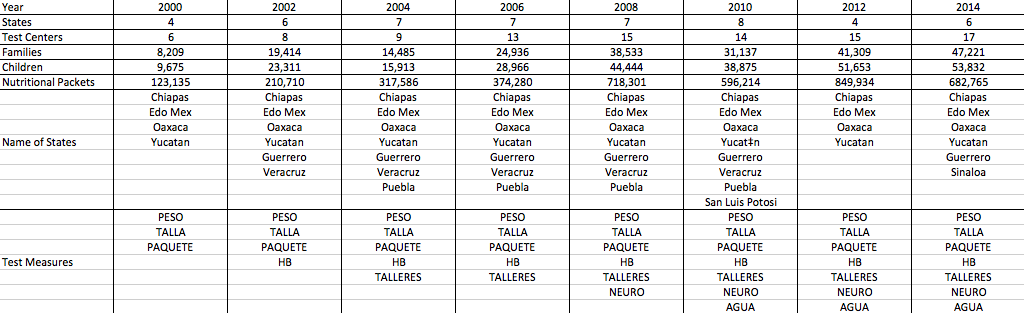 Year 2000 2002 2004 2006 2008 2010 2012 2014
States 4 6 7 7 7 8 4 6
Test Centers 6 8 9 13 15 14 15 17
Families 8,209 19,414 14,485 24,936 38,533 31,137 41,309 47,221
Children 9,675 23,311 15,913 28,966 44,444 38,875 51,653 53,832
Nutritional Packets 123,135 210,710 317,586 374,280 718,301 596,214 849,934 682,765
Chiapas Chiapas Chiapas Chiapas Chiapas Chiapas Chiapas Chiapas
Edo Mex Edo Mex Edo Mex Edo Mex Edo Mex Edo Mex Edo Mex Edo Mex
Oaxaca Oaxaca Oaxaca Oaxaca Oaxaca Oaxaca Oaxaca Oaxaca
Name of States Yucatan Yucatan Yucatan Yucatan Yucatan Yucat‡n Yucatan Yucatan
Guerrero Guerrero Guerrero Guerrero Guerrero Guerrero
Veracruz Veracruz Veracruz Veracruz Veracruz Sinaloa
Puebla Puebla Puebla Puebla
San Luis Potosi
PESO PESO PESO PESO PESO PESO PESO PESO
TALLA TALLA TALLA TALLA TALLA TALLA TALLA TALLA
PAQUETE PAQUETE PAQUETE PAQUETE PAQUETE PAQUETE PAQUETE PAQUETE
Test Measures HB HB HB HB HB HB HB
TALLERES TALLERES TALLERES TALLERES TALLERES TALLERES
NEURO NEURO NEURO NEURO
AGUA AGUA AGUA